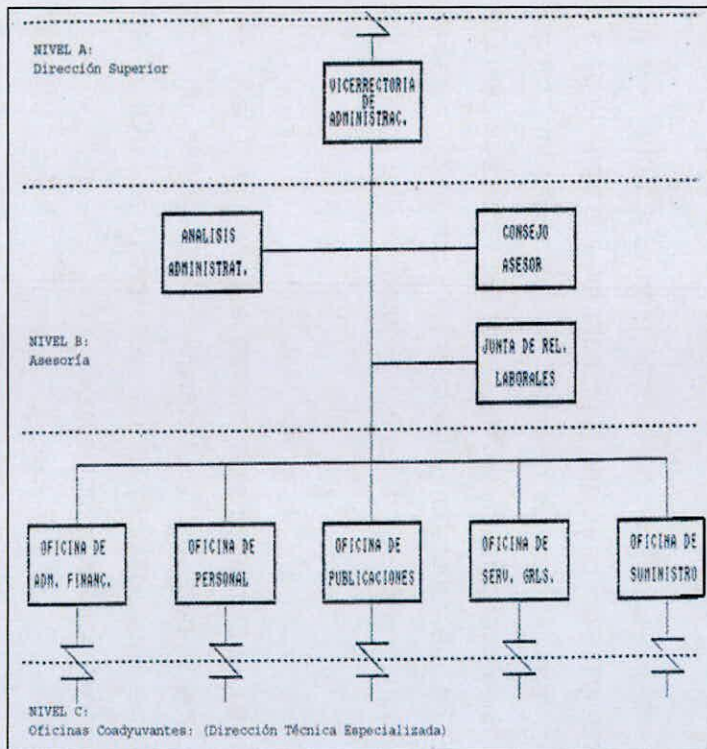 NIVEL A:
Dirección Superior
VICERRECTORIA
DE
ADMINISTRAC.
ANALISIS
ADMINISTRAT.
CONSEJO
ASESOR
NIVEL B:
Asesoría
JUNTA DE REL.
LABORALES
OFICINA DE
ADM. FINANC.
OFICINA DE
PERSONAL
OFICINA DE
PUBLICACIONES
OFICINA DE
SERV. GRLS.
OFICINA DE
SUMINISTRO
NIVEL C:
Oficinas Coadyuvantes: (Dirección Técnica Especializada)